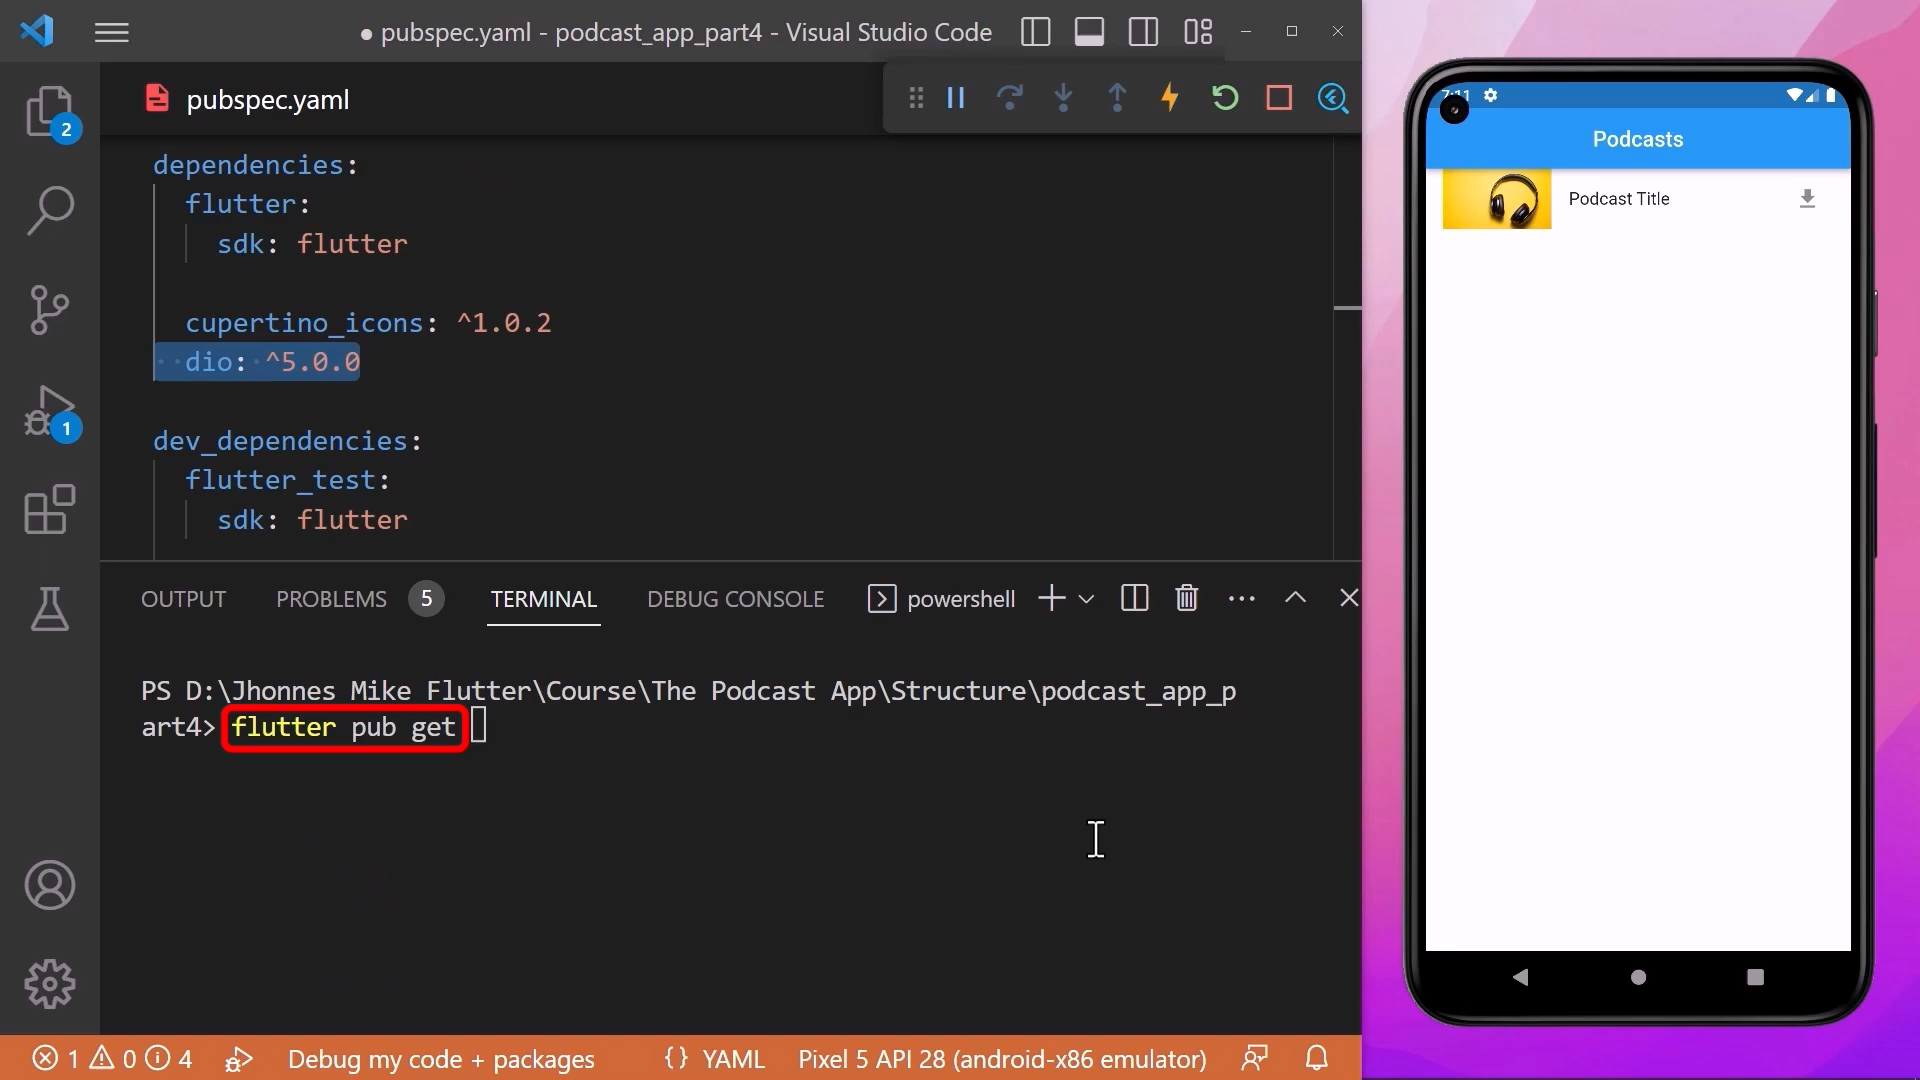 ● pubspec.yaml - podcast_app_part4 - Visual Studio Code
pubspec.yaml
dependencies:
flutter:
sdk: flutter
cupertino_icons: ^1.0.2
dio: ^5.0.0
dev_dependencies:
flutter_test:
sdk: flutter
2
1
OUTPUT PROBLEMS 5 TERMINAL DEBUG CONSOLE powershell
PS D:\Jhonnes Mike Flutter\Course\The Podcast App\Structure\podcast_app_p
art4> flutter pub get
1 0 4 Debug my code + packages {} YAML Pixel 5 API 28 (android-x86 emulator)
7:11
Podcasts
Podcast Title